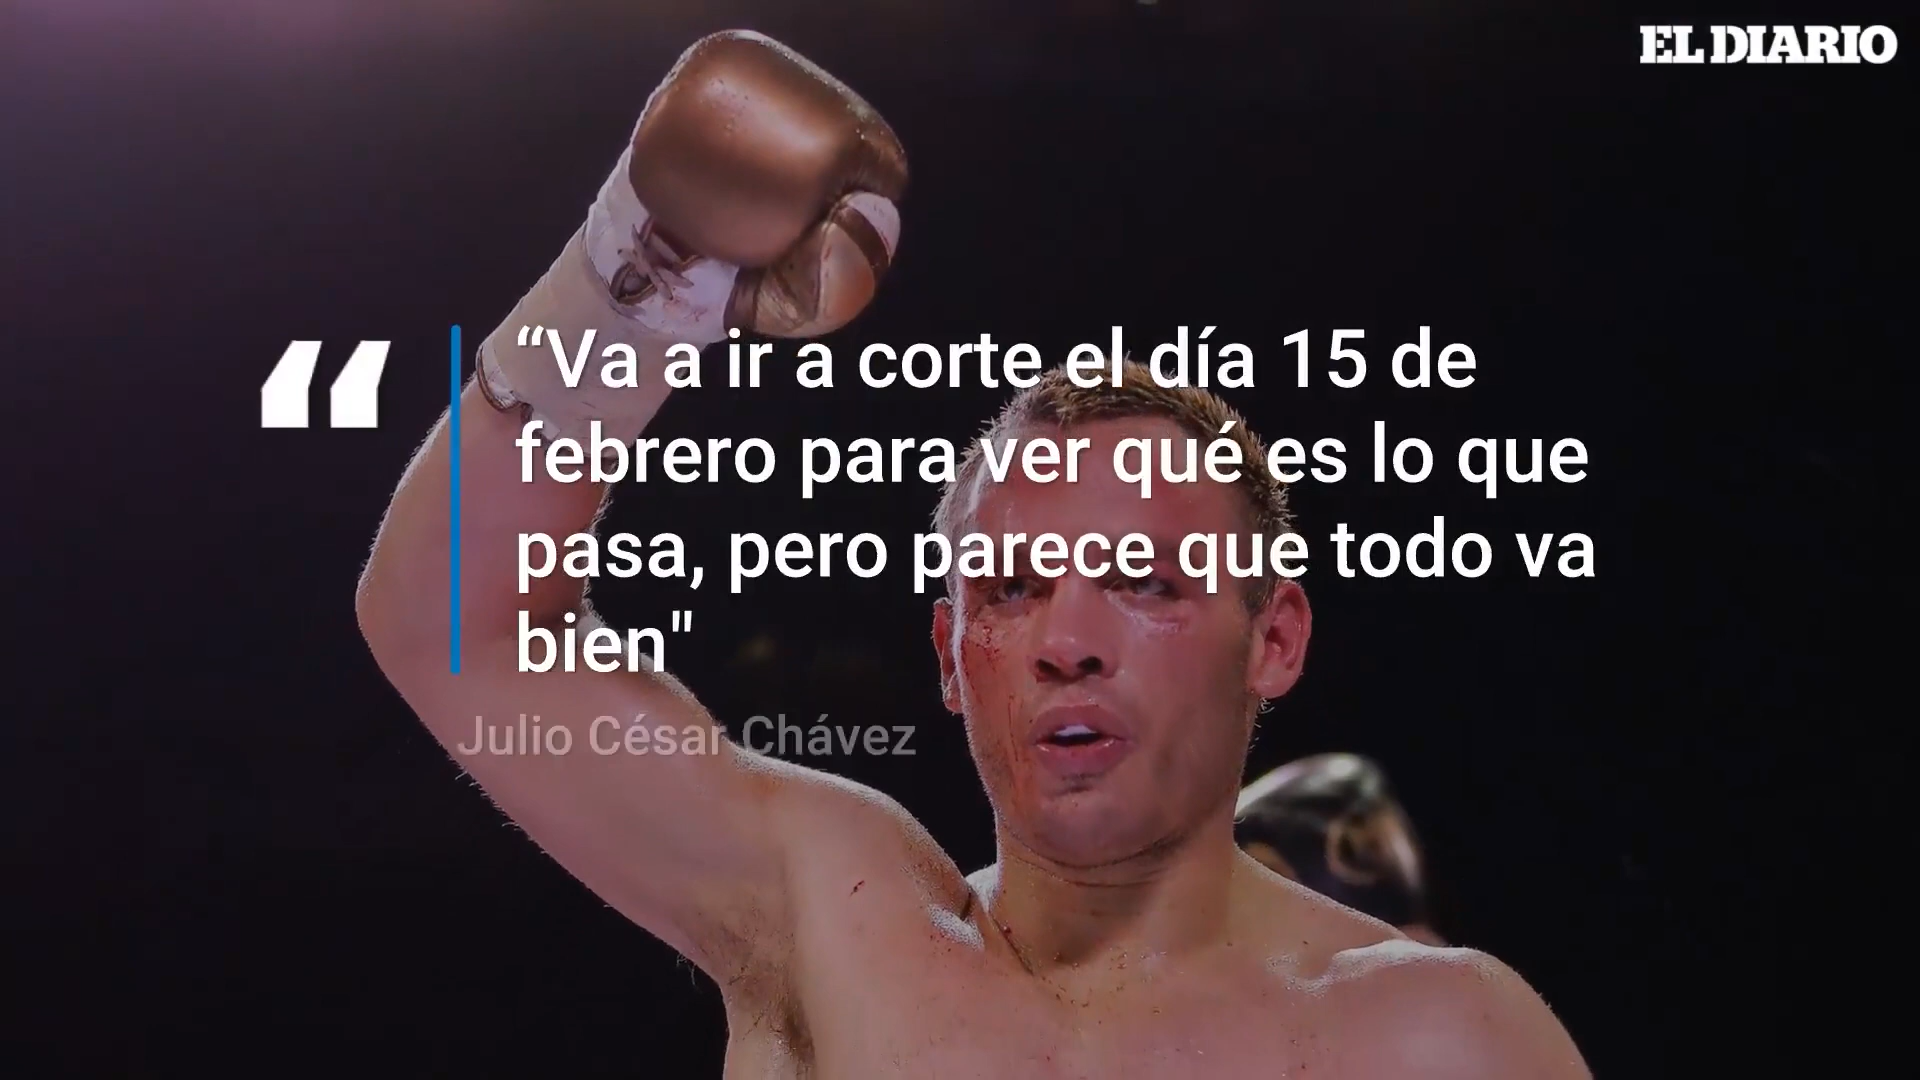 EL DIARIO
“Va a ir a corte el día 15 de
febrero para ver qué es lo que
pasa, pero parece que todo va
bien"
Julio César Chávez